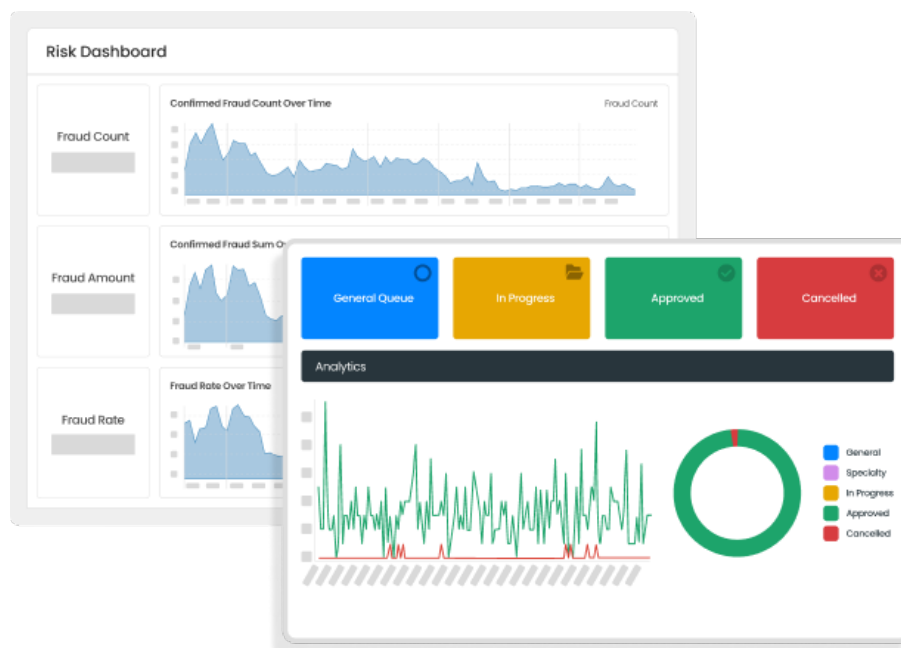 Risk Dashboard
Fraud Count
Confirmed Fraud Count Over Time
Fraud Count
Fraud Amount
Confirmed Fraud Sum O
Fraud Rate
Fraud Rate Over Time
General Queue
In Progress
Approved
Cancelled
Analytics
General
Specialty
In Progress
Approved
Cancelled